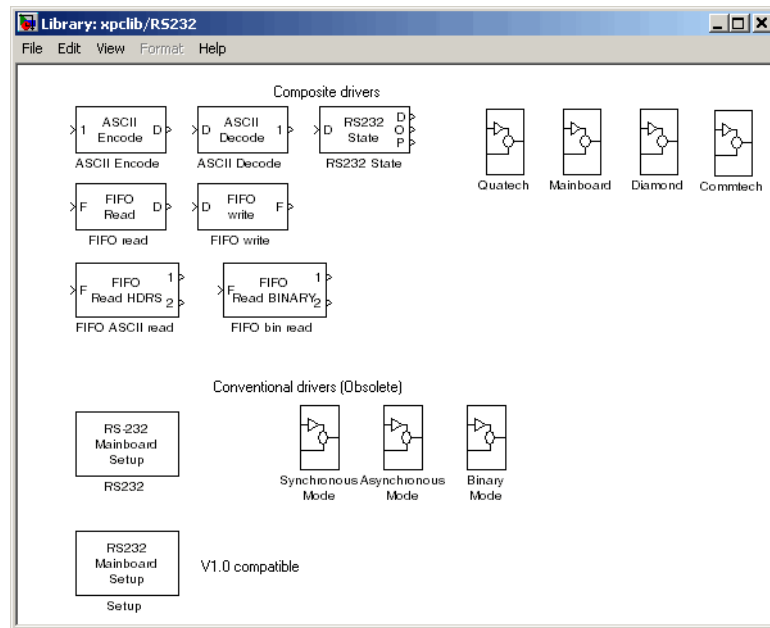 Library: xpclib/RS232
File Edit View Format Help
Composite drivers
1 ASCII Encode D
ASCII Encode
D ASCII Decode 1
ASCII Decode
D RS232 State D O P
RS232 State
Quatech
Mainboard
Diamond
Commtech
F FIFO Read D
FIFO read
D FIFO write F
FIFO write
F FIFO Read HDRS 1 2
FIFO ASCII read
F FIFO Read BINARY 1 2
FIFO bin read
Conventional drivers (Obsolete)
RS-232
Mainboard
Setup
RS232
Synchronous
Mode
Asynchronous
Mode
Binary
Mode
RS232
Mainboard
Setup
Setup
V1.0 compatible